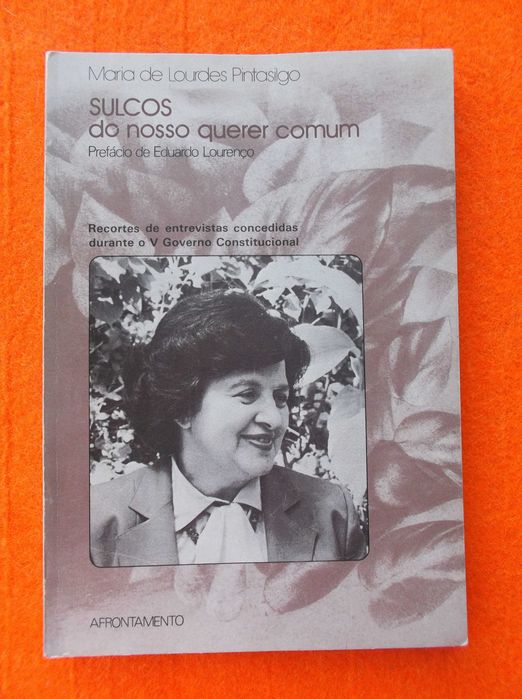 Maria de Lourdes Pintasilgo
SULCOS
do nosso querer comum
Prefácio de Eduardo Lourenço
Recortes de entrevistas concedidas
durante o V Governo Constitucional
AFRONTAMENTO